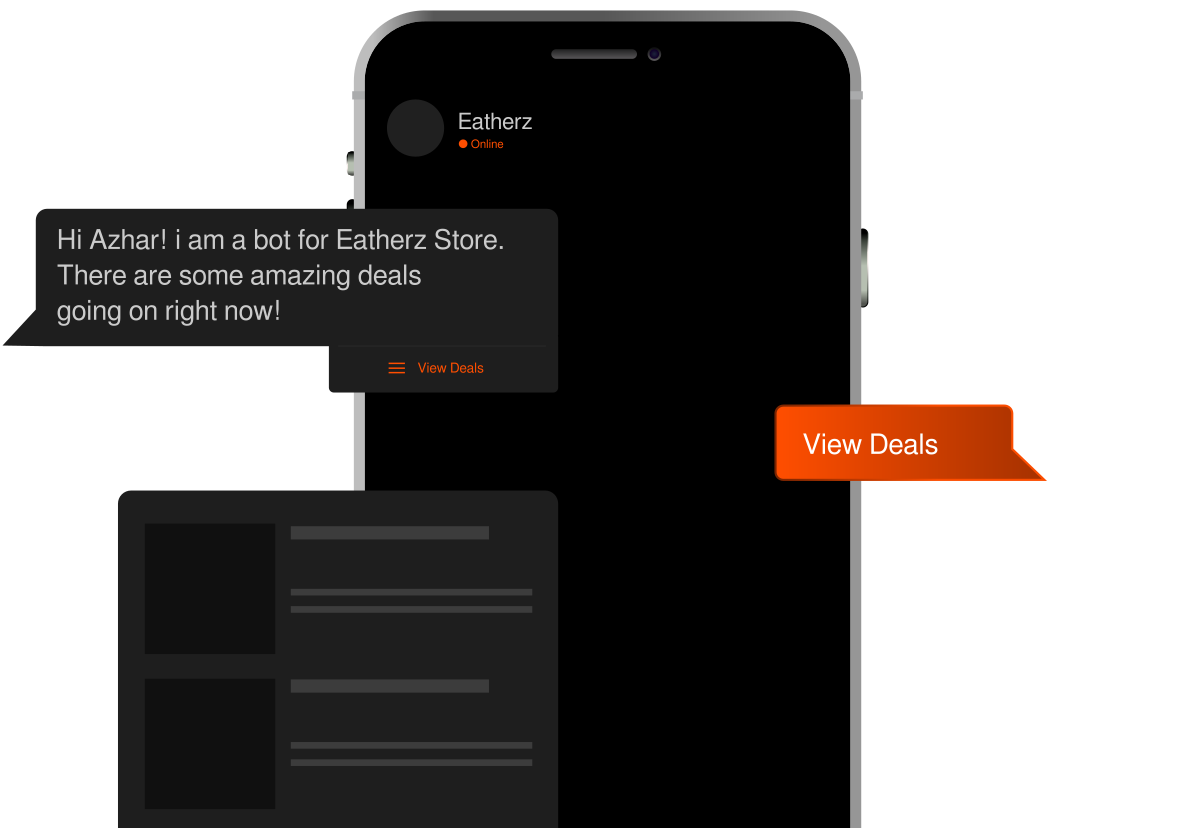 Eatherz
Online
Hi Azhar! i am a bot for Eatherz Store.
There are some amazing deals
going on right now!
View Deals
View Deals